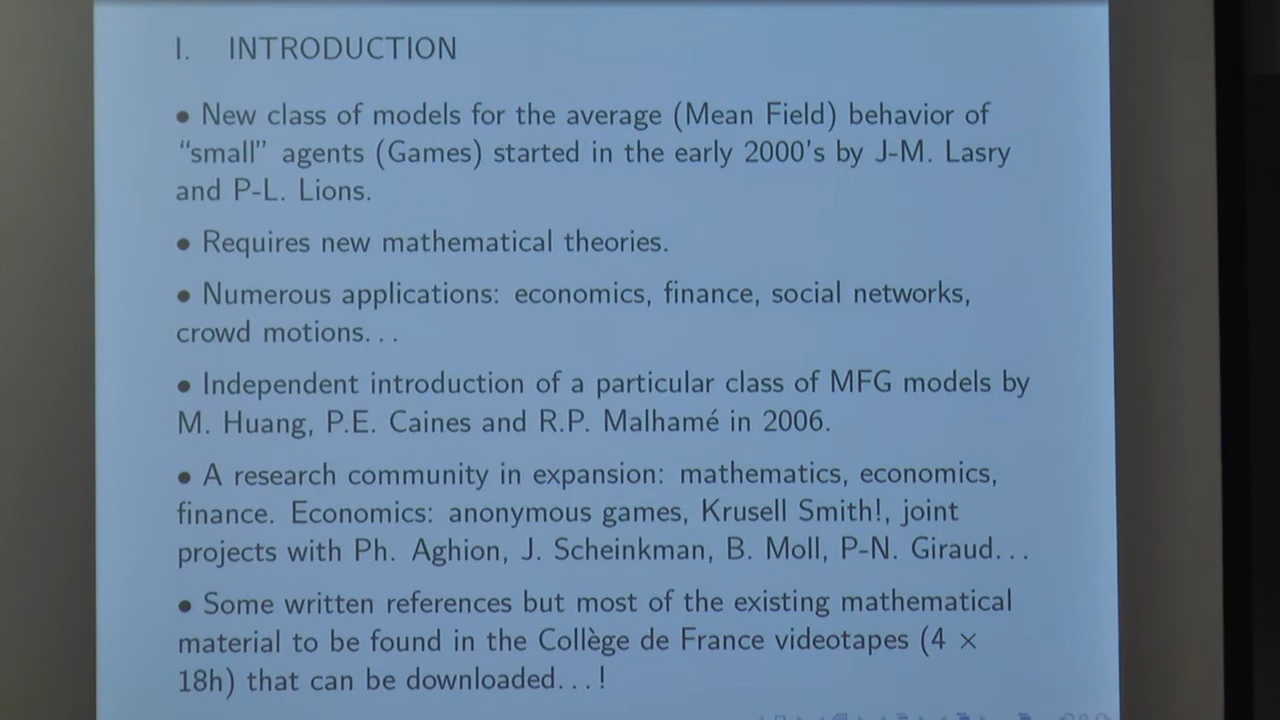 I. INTRODUCTION
• New class of models for the average (Mean Field) behavior of
“small” agents (Games) started in the early 2000's by J-M. Lasry
and P-L. Lions.
• Requires new mathematical theories.
• Numerous applications: economics, finance, social networks,
crowd motions...
• Independent introduction of a particular class of MFG models by
M. Huang, P.E. Caines and R.P. Malhamé in 2006.
• A research community in expansion: mathematics, economics,
finance. Economics: anonymous games, Krusell Smith!, joint
projects with Ph. Aghion, J. Scheinkman, B. Moll, P-N. Giraud...
• Some written references but most of the existing mathematical
material to be found in the Collège de France videotapes (4 ×
18h) that can be downloaded...!